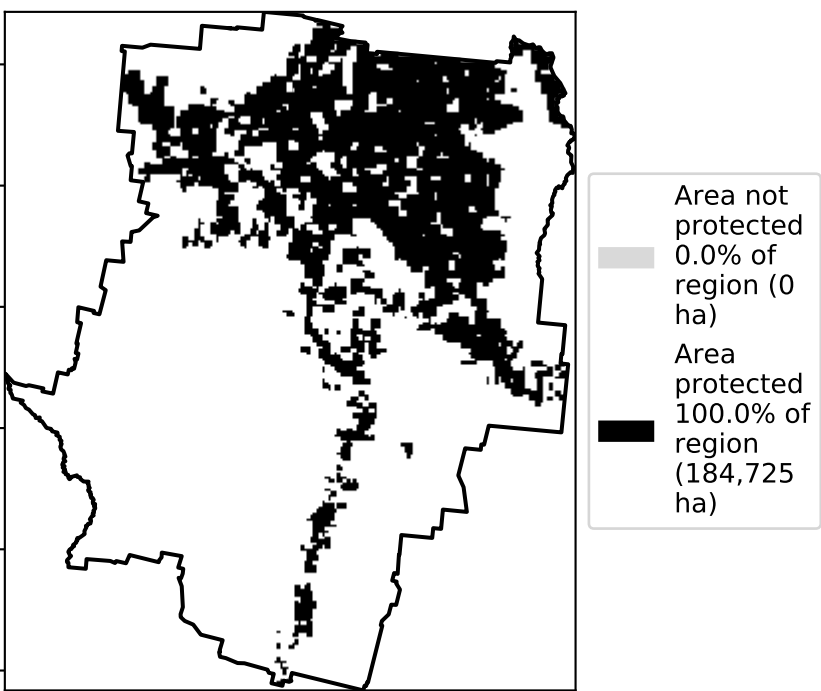 Area not
protected
0.0% of
region (0
ha)
Area
protected
100.0% of
region
(184,725
ha)